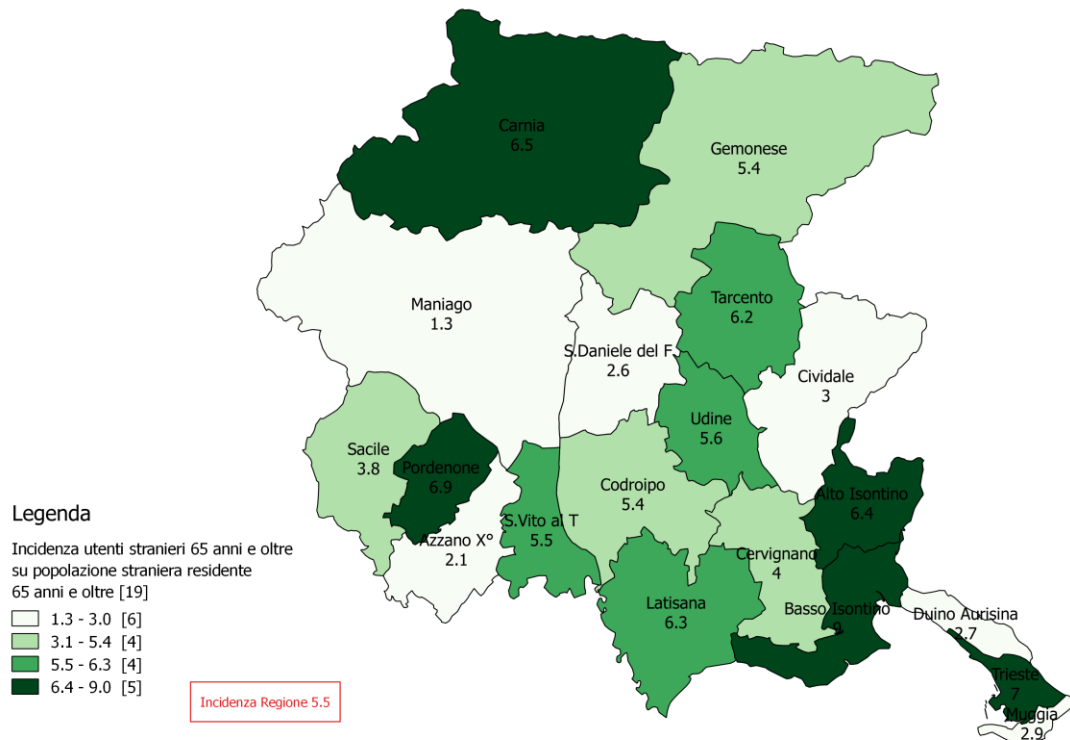 Carnia
6.5
Gemonese
5.4
Maniago
1.3
Tarcento
6.2
S.Daniele del F.
2.6
Cividale
3
Udine
5.6
Sacile
3.8
Pordenone
6.9
Codroipo
5.4
Alto Isontino
6.4
S.Vito al T
5.5
Azzano X°
2.1
Cervignano
4
Latisana
6.3
Basso Isontino
9
Duino Aurisina
2.7
Trieste
7
Muggia
2.9
Legenda
Incidenza utenti stranieri 65 anni e oltre
su popolazione straniera residente
65 anni e oltre [19]
1.3 - 3.0 [6]
3.1 - 5.4 [4]
5.5 - 6.3 [4]
6.4 - 9.0 [5]
Incidenza Regione 5.5